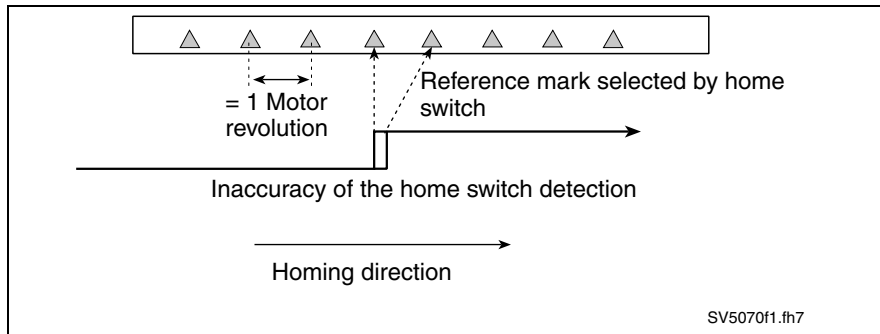 Reference mark selected by home
switch
= 1 Motor
revolution
Inaccuracy of the home switch detection
Homing direction
SV5070f1.fh7